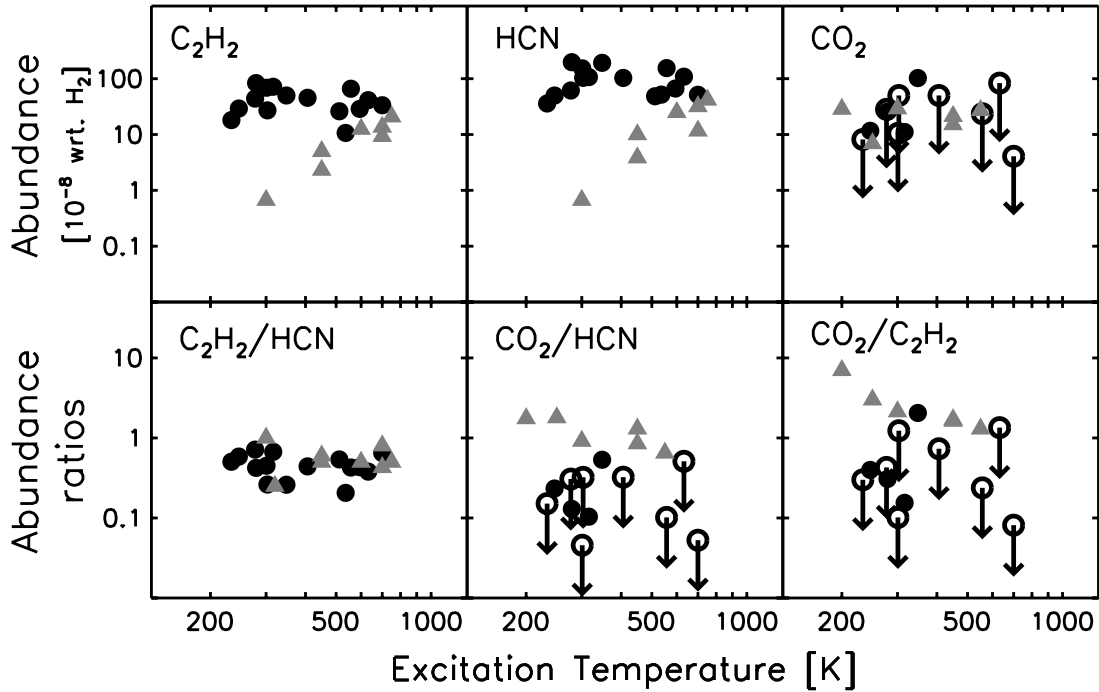 C₂H₂ HCN CO₂
Abundance
[10⁻⁸ wrt. H₂]
100
10
1
0.1
C₂H₂/HCN CO₂/HCN CO₂/C₂H₂
Abundance
ratios
10
1
0.1
200 500 1000 200 500 1000 200 500 1000
Excitation Temperature [K]